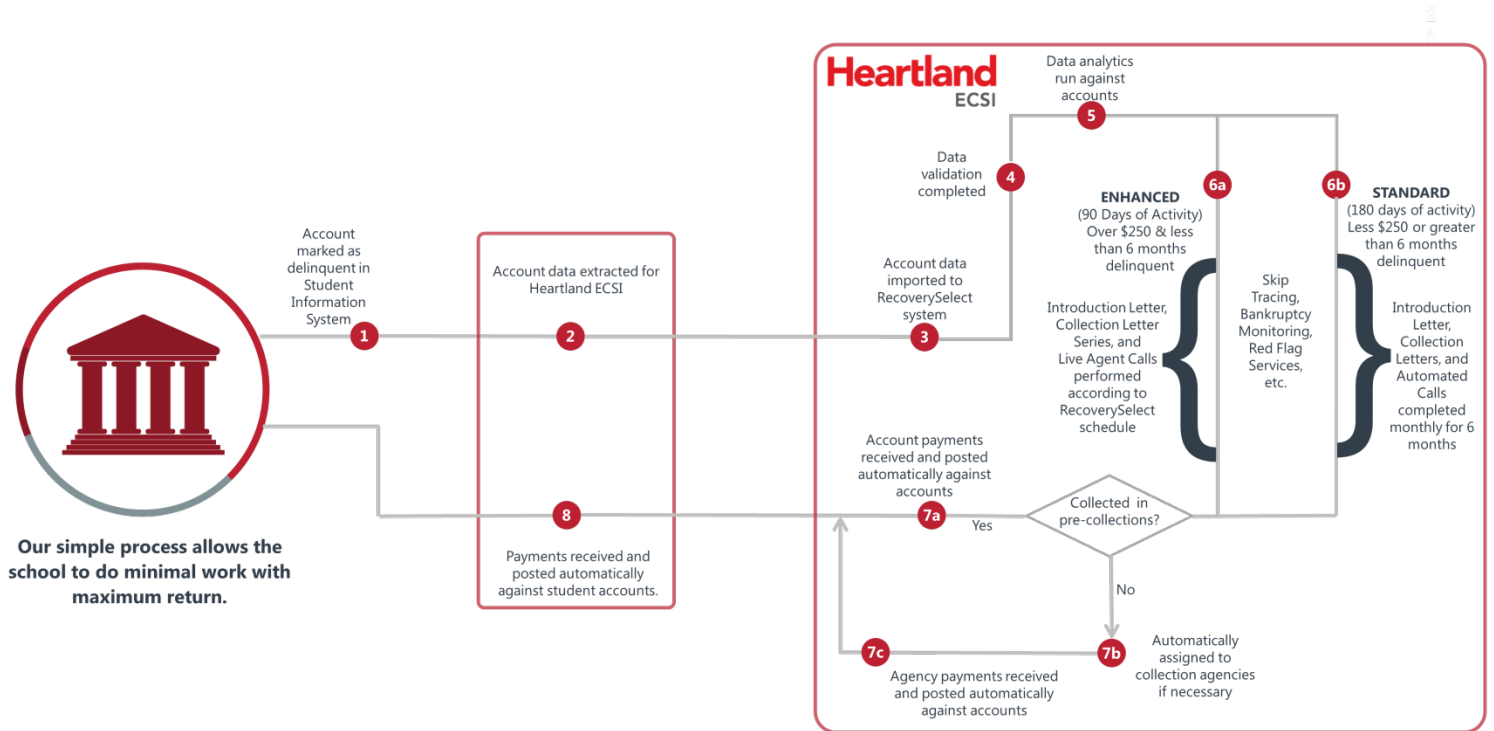 Heartland
ECSI
Account
marked as
delinquent in
Student
Information
System
1
Account data extracted for
Heartland ECSI
2
Account data
imported to
RecoverySelect
system
3
Data
validation
completed
4
Data analytics
run against
accounts
5
6a
ENHANCED
(90 Days of Activity)
Over $250 & less
than 6 months
delinquent
Introduction Letter,
Collection Letter
Series, and
Live Agent Calls
performed
according to
RecoverySelect
schedule
Skip
Tracing,
Bankruptcy
Monitoring,
Red Flag
Services,
etc.
6b
STANDARD
(180 days of activity)
Less $250 or greater
than 6 months
delinquent
Introduction
Letter,
Collection
Letters, and
Automated
Calls
completed
monthly for 6
months
Collected in
pre-collections?
Yes
Account payments
received and posted
automatically against
accounts
7a
No
7b
Automatically
assigned to
collection agencies
if necessary
7c
Agency payments received
and posted automatically
against accounts
8
Payments received and
posted automatically
against student accounts.
Our simple process allows the
school to do minimal work with
maximum return.